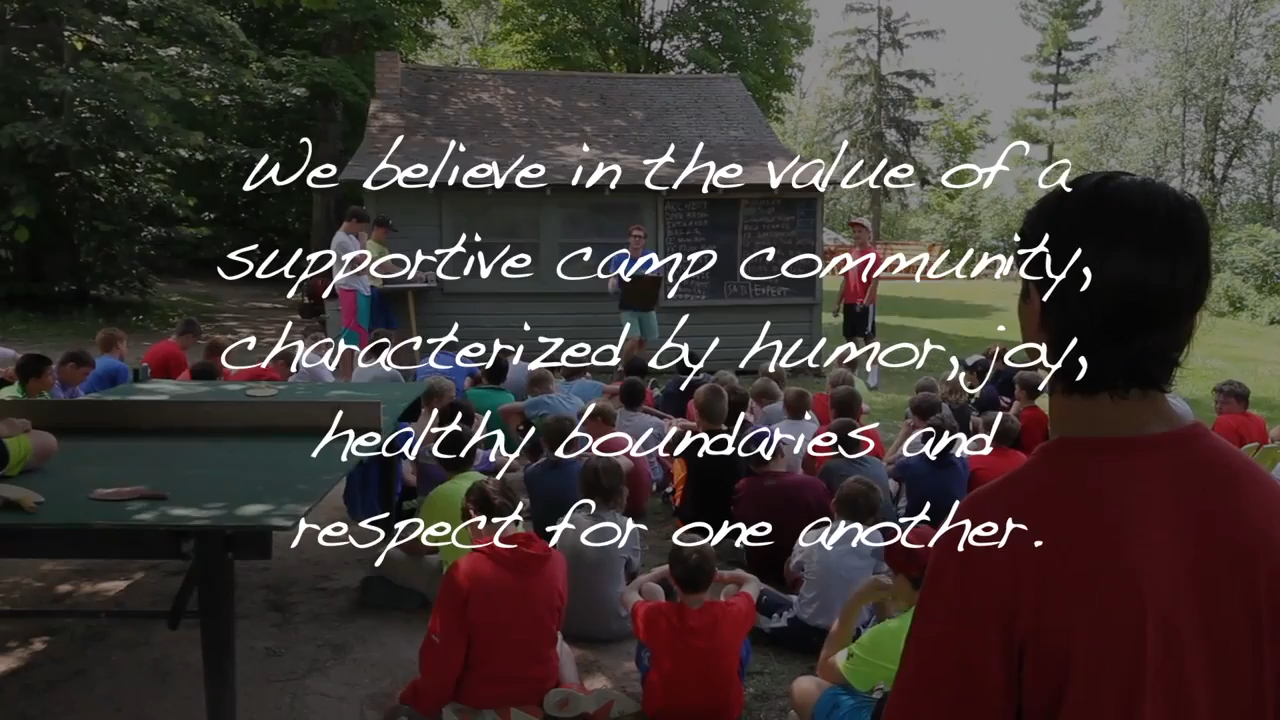 We believe in the value of a
supportive camp community,
characterized by humor, joy,
healthy boundaries and
respect for one another.
EXPERT